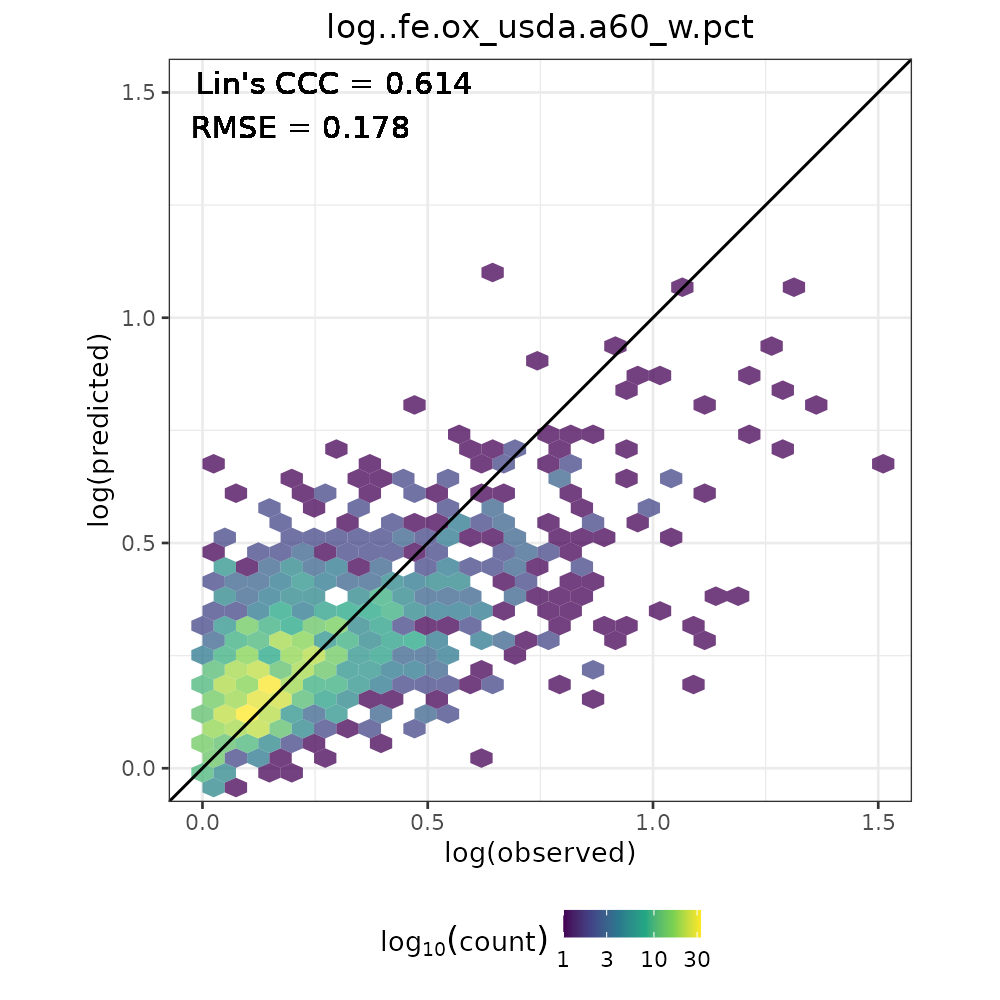 log..fe.ox_usda.a60_w.pct
Lin's CCC = 0.614
RMSE = 0.178
1.5
1.0
0.5
0.0
log(predicted)
0.0 0.5 1.0 1.5
log(observed)
log10(count)
1 3 10 30